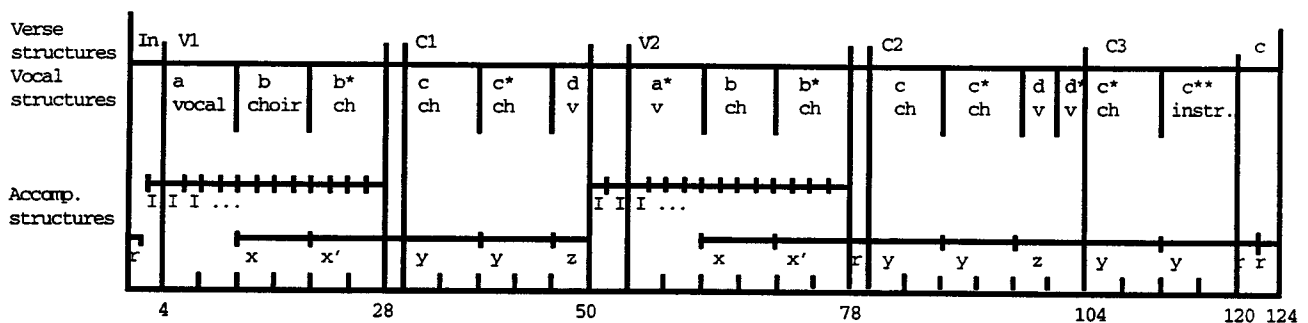 Verse structures In V1 C1 V2 C2 C3 c
Vocal structures a vocal b choir b* ch c ch c* ch d v a* v b ch b* ch c ch c* ch d v d* v c* ch c** instr.
Accomp. structures I I I ... I I I ...
r x x' y y z x x' r y y z y y r r
4 28 50 78 104 120 124